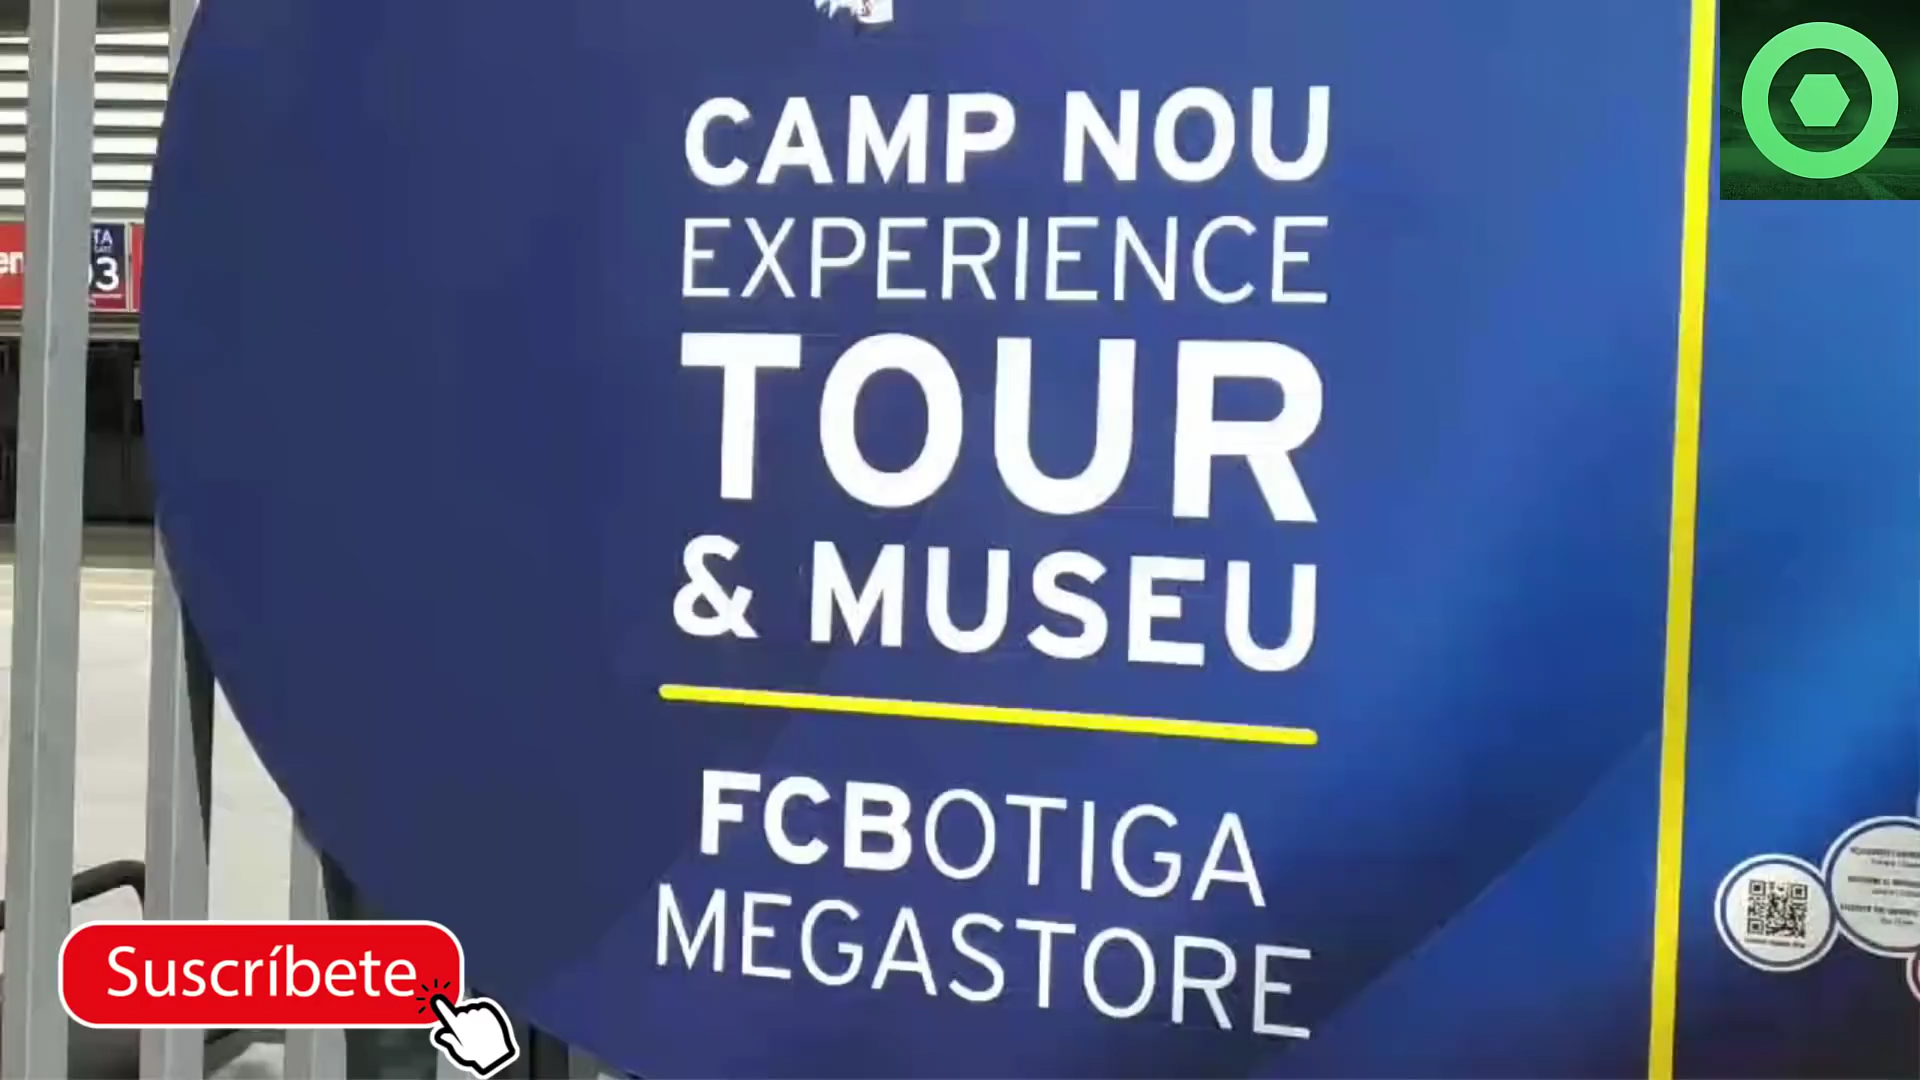 CAMP NOU
EXPERIENCE
TOUR
& MUSEU
FCBOTIGA
MEGASTORE
Suscríbete